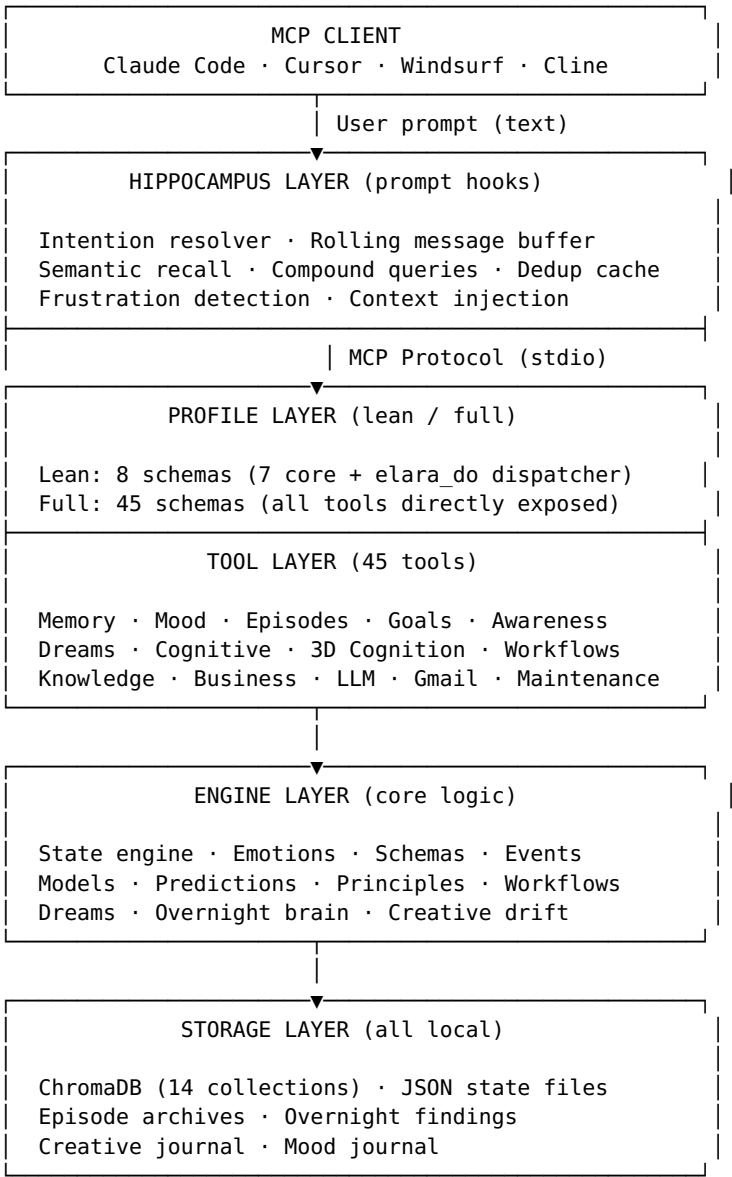 MCP CLIENT
Claude Code · Cursor · Windsurf · Cline
User prompt (text)
HIPPOCAMPUS LAYER (prompt hooks)
Intention resolver · Rolling message buffer
Semantic recall · Compound queries · Dedup cache
Frustration detection · Context injection
MCP Protocol (stdio)
PROFILE LAYER (lean / full)
Lean: 8 schemas (7 core + elara_do dispatcher)
Full: 45 schemas (all tools directly exposed)
TOOL LAYER (45 tools)
Memory · Mood · Episodes · Goals · Awareness
Dreams · Cognitive · 3D Cognition · Workflows
Knowledge · Business · LLM · Gmail · Maintenance
ENGINE LAYER (core logic)
State engine · Emotions · Schemas · Events
Models · Predictions · Principles · Workflows
Dreams · Overnight brain · Creative drift
STORAGE LAYER (all local)
ChromaDB (14 collections) · JSON state files
Episode archives · Overnight findings
Creative journal · Mood journal